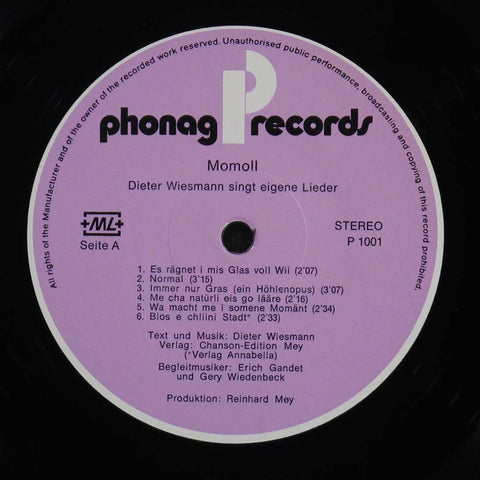 All rights of the Manufacturer and of the owner of the recorded work reserved. Unauthorised public performance, broadcasting and copying of this record prohibited.
P
phonag records
Momoll
Dieter Wiesmann singt eigene Lieder
+ML+
Seite A
STEREO
P 1001
1. Es rägnet i mis Glas voll Wii (2'07)
2. Normal (3'15)
3. Immer nur Gras (ein Höhlenopus) (3'07)
4. Me cha natürli eis go lääre (2'16)
5. Wa macht me i somene Momänt (2'34)
6. Blos e chliini Stadt* (2'33)
Text und Musik: Dieter Wiesmann
Verlag: Chanson-Edition Mey
(*Verlag Annabella)
Begleitmusiker: Erich Gandet
und Gery Wiedenbeck
Produktion: Reinhard Mey